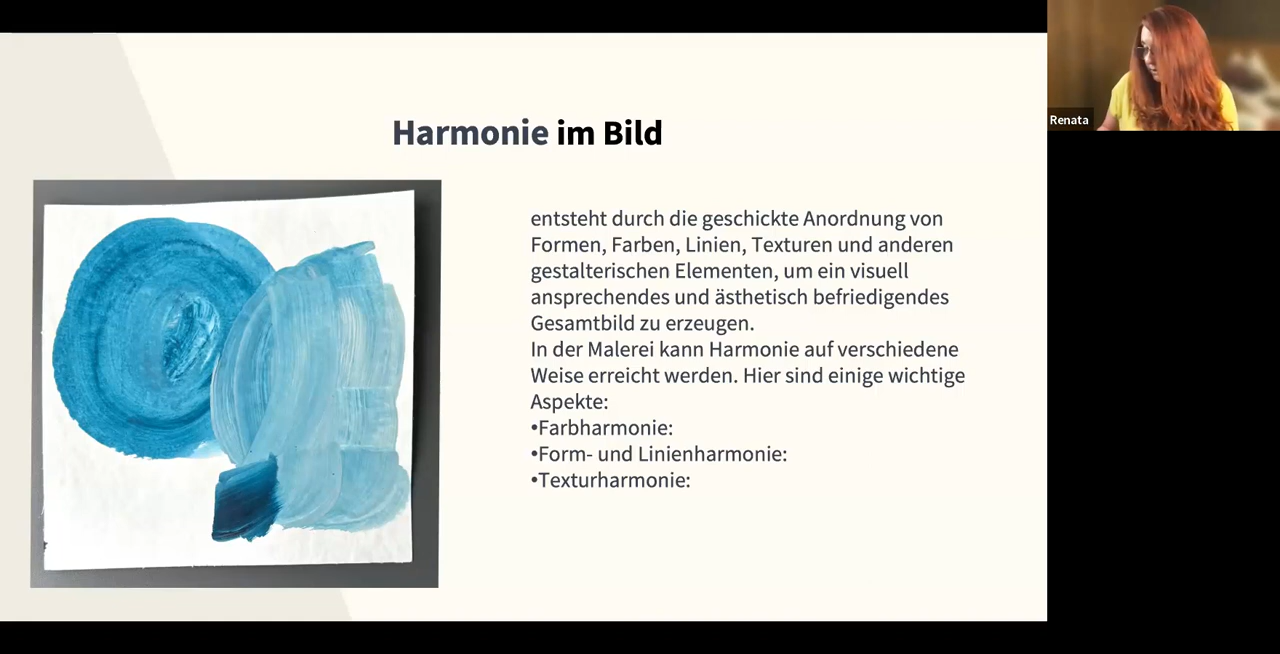 Harmonie im Bild
entsteht durch die geschickte Anordnung von
Formen, Farben, Linien, Texturen und anderen
gestalterischen Elementen, um ein visuell
ansprechendes und ästhetisch befriedigendes
Gesamtbild zu erzeugen.
In der Malerei kann Harmonie auf verschiedene
Weise erreicht werden. Hier sind einige wichtige
Aspekte:
•Farbharmonie:
•Form- und Linienharmonie:
•Texturharmonie:
Renata